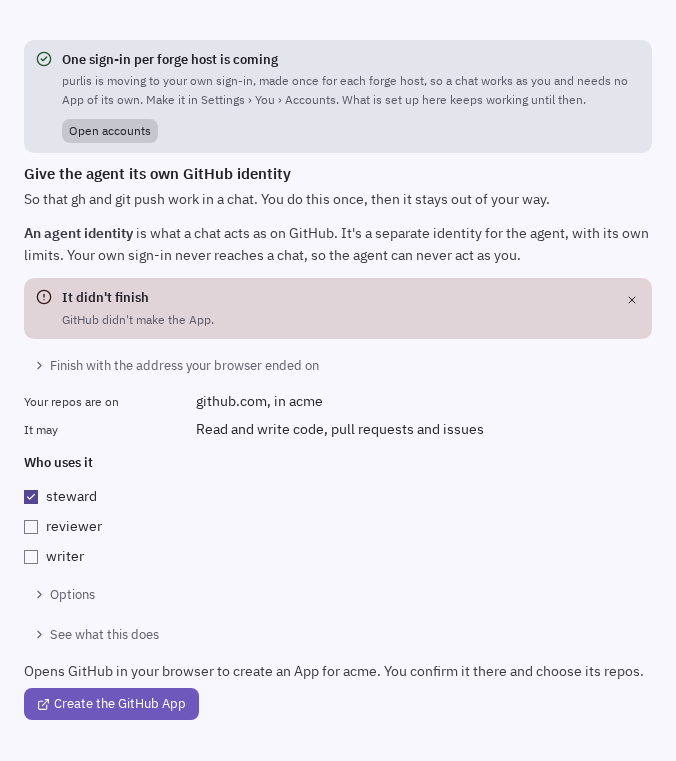 One sign-in per forge host is coming
purlis is moving to your own sign-in, made once for each forge host, so a chat works as you and needs no
App of its own. Make it in Settings › You › Accounts. What is set up here keeps working until then.
Open accounts
Give the agent its own GitHub identity
So that gh and git push work in a chat. You do this once, then it stays out of your way.
An agent identity is what a chat acts as on GitHub. It's a separate identity for the agent, with its own
limits. Your own sign-in never reaches a chat, so the agent can never act as you.
It didn't finish
GitHub didn't make the App.
Finish with the address your browser ended on
Your repos are on github.com, in acme
It may Read and write code, pull requests and issues
Who uses it
steward
reviewer
writer
Options
See what this does
Opens GitHub in your browser to create an App for acme. You confirm it there and choose its repos.
Create the GitHub App